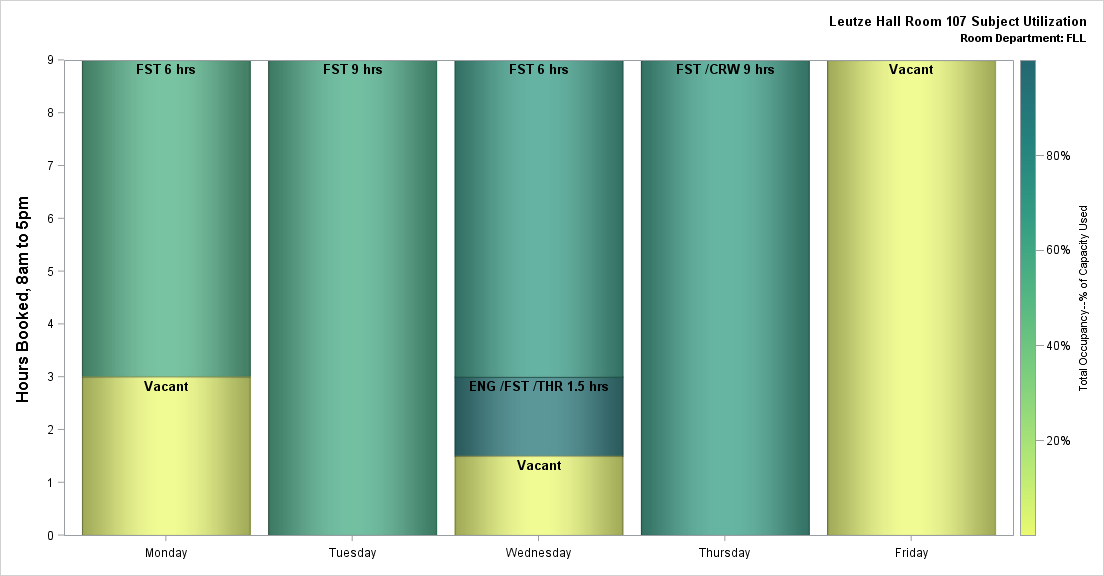 Leutze Hall Room 107 Subject Utilization
Room Department: FLL
Hours Booked, 8am to 5pm
9
8
7
6
5
4
3
2
1
0
FST 6 hrs
Vacant
FST 9 hrs
FST 6 hrs
ENG /FST /THR 1.5 hrs
Vacant
FST /CRW 9 hrs
Vacant
Monday
Tuesday
Wednesday
Thursday
Friday
80%
60%
40%
20%
Total Occupancy--% of Capacity Used